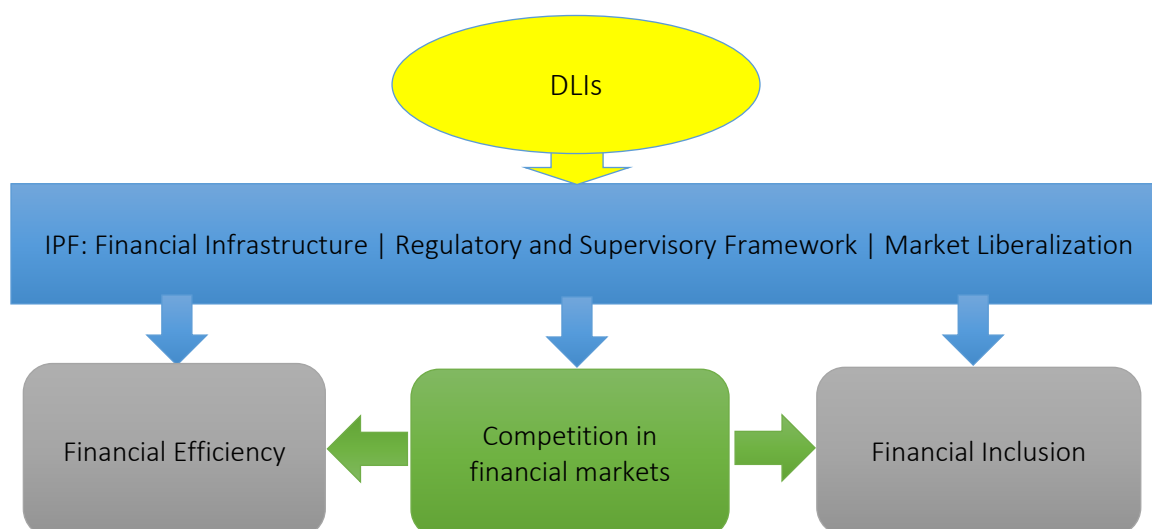 DLIs
IPF: Financial Infrastructure | Regulatory and Supervisory Framework | Market Liberalization
Financial Efficiency
Competition in
financial markets
Financial Inclusion